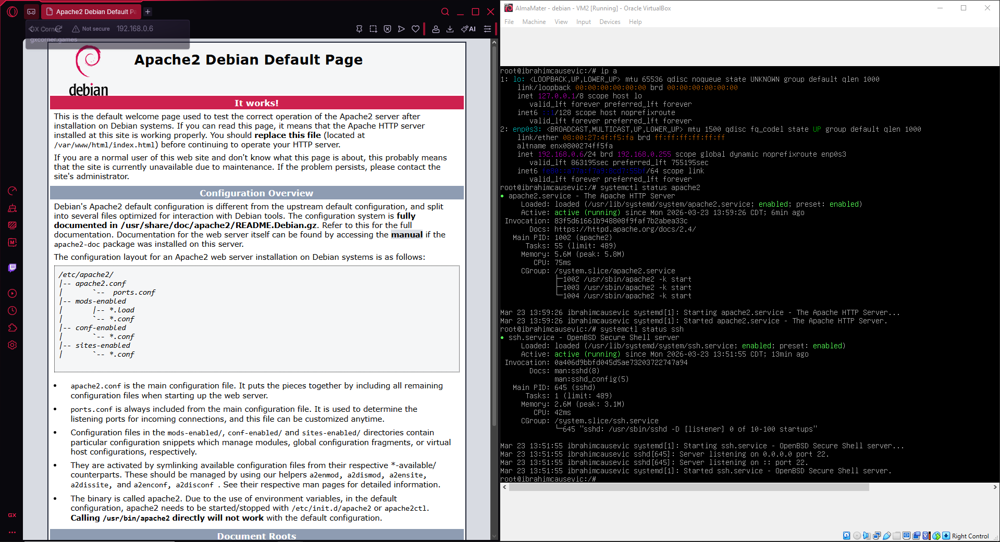 Apache2 Debian Default Pa
GX Corner
Not secure
192.168.0.6
gxcorner.games
AI
debian
Apache2 Debian Default Page
It works!
This is the default welcome page used to test the correct operation of the Apache2 server after
installation on Debian systems. If you can read this page, it means that the Apache HTTP server
installed at this site is working properly. You should replace this file (located at
/var/www/html/index.html) before continuing to operate your HTTP server.
If you are a normal user of this web site and don't know what this page is about, this probably means
that the site is currently unavailable due to maintenance. If the problem persists, please contact the
site's administrator.
Configuration Overview
Debian's Apache2 default configuration is different from the upstream default configuration, and split
into several files optimized for interaction with Debian tools. The configuration system is fully
documented in /usr/share/doc/apache2/README.Debian.gz. Refer to this for the full
documentation. Documentation for the web server itself can be found by accessing the manual if the
apache2-doc package was installed on this server.
The configuration layout for an Apache2 web server installation on Debian systems is as follows:
/etc/apache2/
|-- apache2.conf
|       `--  ports.conf
|-- mods-enabled
|       |-- *.load
|       `-- *.conf
|-- conf-enabled
|       `-- *.conf
|-- sites-enabled
|       `-- *.conf
• apache2.conf is the main configuration file. It puts the pieces together by including all remaining
configuration files when starting up the web server.
• ports.conf is always included from the main configuration file. It is used to determine the
listening ports for incoming connections, and this file can be customized anytime.
• Configuration files in the mods-enabled/, conf-enabled/ and sites-enabled/ directories contain
particular configuration snippets which manage modules, global configuration fragments, or virtual
host configurations, respectively.
• They are activated by symlinking available configuration files from their respective *-available/
counterparts. These should be managed by using our helpers a2enmod, a2dismod, a2ensite,
a2dissite, and a2enconf, a2disconf . See their respective man pages for detailed information.
• The binary is called apache2. Due to the use of environment variables, in the default
configuration, apache2 needs to be started/stopped with /etc/init.d/apache2 or apache2ctl.
Calling /usr/bin/apache2 directly will not work with the default configuration.
Document Roots
GX
AlmaMater - debian - VM2 [Running] - Oracle VirtualBox
File Machine View Input Devices Help
root@ibrahimcausevic:/# ip a
1: lo: <LOOPBACK,UP,LOWER_UP> mtu 65536 qdisc noqueue state UNKNOWN group default qlen 1000
link/loopback 00:00:00:00:00:00 brd 00:00:00:00:00:00
inet 127.0.0.1/8 scope host lo
valid_lft forever preferred_lft forever
inet6 ::1/128 scope host noprefixroute
valid_lft forever preferred_lft forever
2: enp0s3: <BROADCAST,MULTICAST,UP,LOWER_UP> mtu 1500 qdisc fq_codel state UP group default qlen 1000
link/ether 08:00:27:4f:f5:fa brd ff:ff:ff:ff:ff:ff
altname enx0800274ff5fa
inet 192.168.0.6/24 brd 192.168.0.255 scope global dynamic noprefixroute enp0s3
valid_lft 863195sec preferred_lft 755195sec
inet6 /64 scope link
valid_lft forever preferred_lft forever
root@ibrahimcausevic:/# systemctl status apache2
● apache2.service - The Apache HTTP Server
Loaded: loaded (/usr/lib/systemd/system/apache2.service; enabled; preset: enabled)
Active: active (running) since Mon 2026-03-23 13:59:26 CDT; 6min ago
Invocation: 83f5d61661b948808f9faf7b2abea33c
Docs: https://httpd.apache.org/docs/2.4/
Main PID: 1002 (apache2)
Tasks: 55 (limit: 489)
Memory: 5.6M (peak: 5.8M)
CPU: 75ms
CGroup: /system.slice/apache2.service
├─1002 /usr/sbin/apache2 -k start
├─1003 /usr/sbin/apache2 -k start
└─1004 /usr/sbin/apache2 -k start
Mar 23 13:59:26 ibrahimcausevic systemd[1]: Starting apache2.service - The Apache HTTP Server...
Mar 23 13:59:26 ibrahimcausevic systemd[1]: Started apache2.service - The Apache HTTP Server.
root@ibrahimcausevic:/# systemctl status ssh
● ssh.service - OpenBSD Secure Shell server
Loaded: loaded (/usr/lib/systemd/system/ssh.service; enabled; preset: enabled)
Active: active (running) since Mon 2026-03-23 13:51:55 CDT; 13min ago
Invocation: 0a406d9bbfd045d5ae73203722747a94
Docs: man:sshd(8)
man:sshd_config(5)
Main PID: 645 (sshd)
Tasks: 1 (limit: 489)
Memory: 2.6M (peak: 3.1M)
CPU: 42ms
CGroup: /system.slice/ssh.service
└─645 "sshd: /usr/sbin/sshd -D [listener] 0 of 10-100 startups"
Mar 23 13:51:55 ibrahimcausevic systemd[1]: Starting ssh.service - OpenBSD Secure Shell server...
Mar 23 13:51:55 ibrahimcausevic sshd[645]: Server listening on 0.0.0.0 port 22.
Mar 23 13:51:55 ibrahimcausevic sshd[645]: Server listening on :: port 22.
Mar 23 13:51:55 ibrahimcausevic systemd[1]: Started ssh.service - OpenBSD Secure Shell server.
root@ibrahimcausevic:/#
Right Control